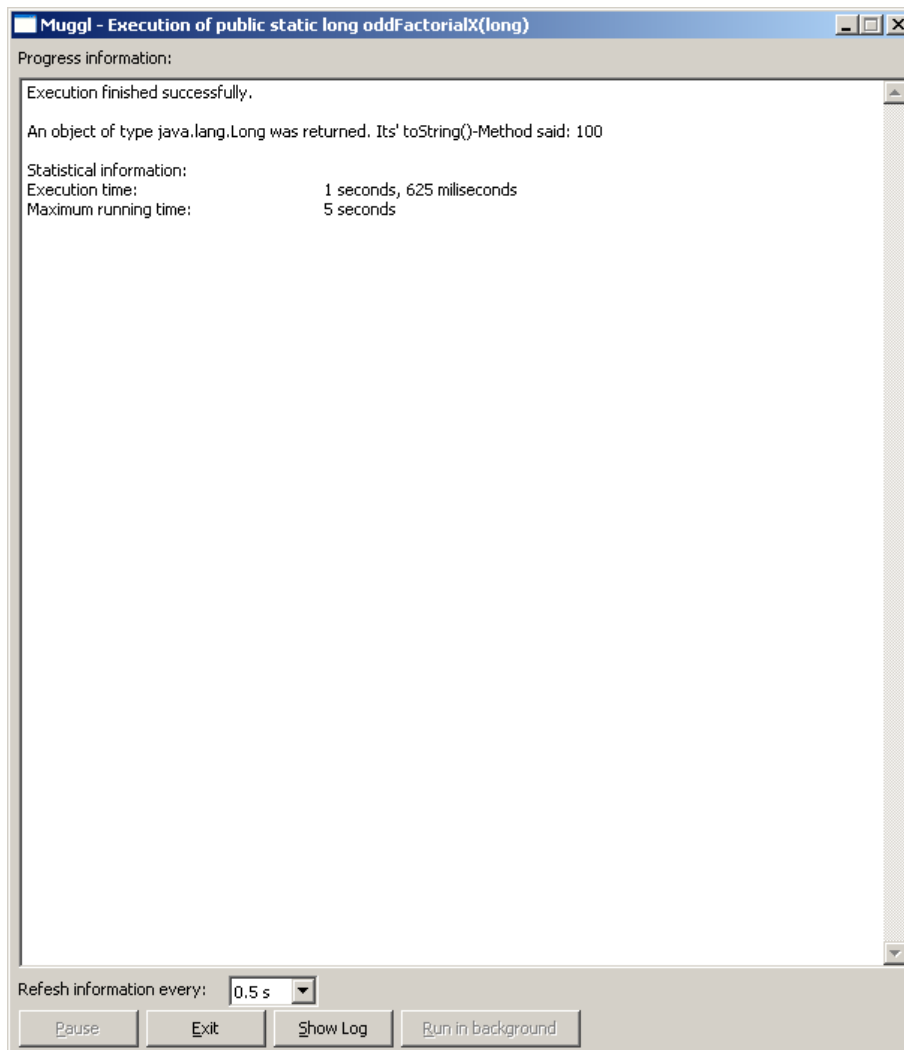 Muggl - Execution of public static long oddFactorialX(long)
Progress information:
Execution finished successfully.
An object of type java.lang.Long was returned. Its' toString()-Method said: 100
Statistical information:
Execution time: 1 seconds, 625 miliseconds
Maximum running time: 5 seconds
Refesh information every: 0.5 s
Pause Exit Show Log Run in background